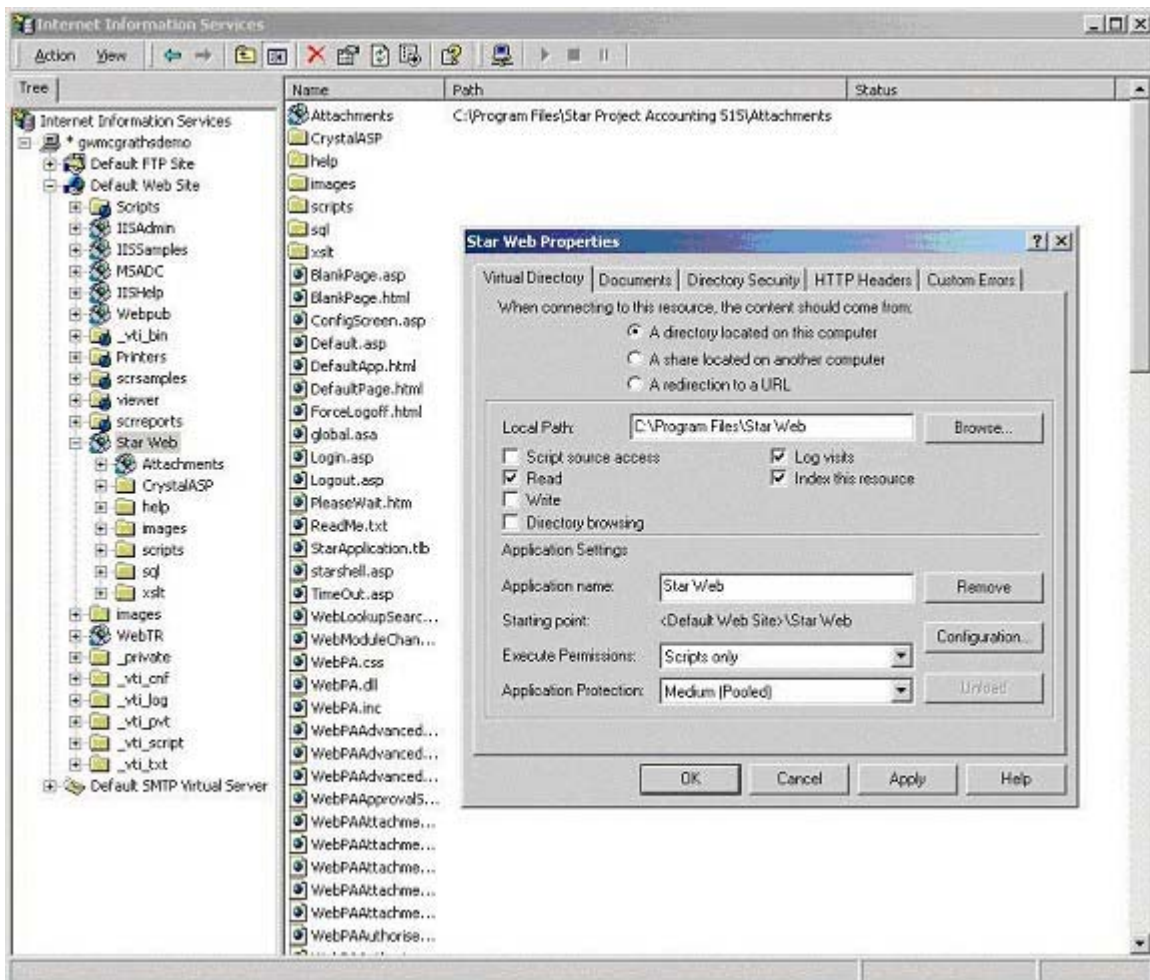 Internet Information Services
Action View
Tree
Name Path Status
Internet Information Services
* gwmcgrathsdemo
Default FTP Site
Default Web Site
Scripts
IISAdmin
IISSamples
MSADC
IISHelp
Webpub
_vti_bin
Printers
scrsamples
viewer
scrreports
Star Web
Attachments
CrystalASP
help
images
scripts
sql
xslt
images
WebTR
_private
_vti_cnf
_vti_log
_vti_pvt
_vti_script
_vti_txt
Default SMTP Virtual Server
Attachments C:\Program Files\Star Project Accounting 515\Attachments
CrystalASP
help
images
scripts
sql
xslt
BlankPage.asp
BlankPage.html
ConfigScreen.asp
Default.asp
DefaultApp.html
DefaultPage.html
ForceLogoff.html
global.asa
Login.asp
Logout.asp
PleaseWait.htm
ReadMe.txt
StarApplication.tlb
starshell.asp
TimeOut.asp
WebLookupSearc...
WebModuleChan...
WebPA.css
WebPA.dll
WebPA.inc
WebPAAdvanced...
WebPAAdvanced...
WebPAAdvanced...
WebPAApprovalS...
WebPAAttachme...
WebPAAttachme...
WebPAAttachme...
WebPAAttachme...
WebPAAttachme...
WebPAAuthorise...
Star Web Properties
Virtual Directory Documents Directory Security HTTP Headers Custom Errors
When connecting to this resource, the content should come from:
A directory located on this computer
A share located on another computer
A redirection to a URL
Local Path: C:\Program Files\Star Web Browse...
Script source access Log visits
Read Index this resource
Write
Directory browsing
Application Settings
Application name: Star Web Remove
Starting point: <Default Web Site>\Star Web
Configuration...
Execute Permissions: Scripts only
Application Protection: Medium (Pooled) Unload
OK Cancel Apply Help